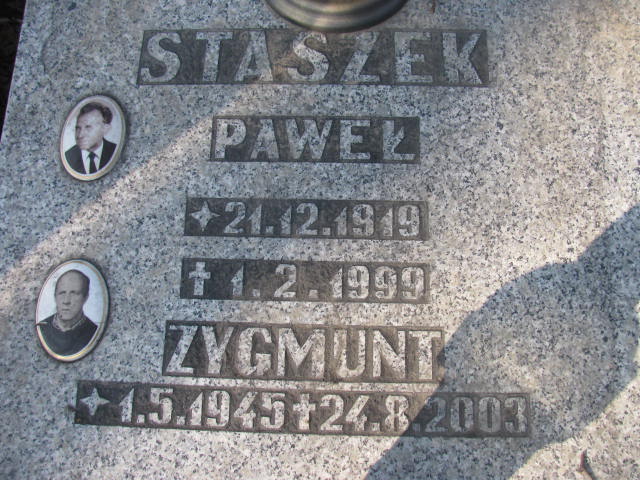 STASZEK
PAWEŁ
✦21.12.1919
✝1.2.1999
ZYGMUNT
✦1.5.1945✝24.8.2003